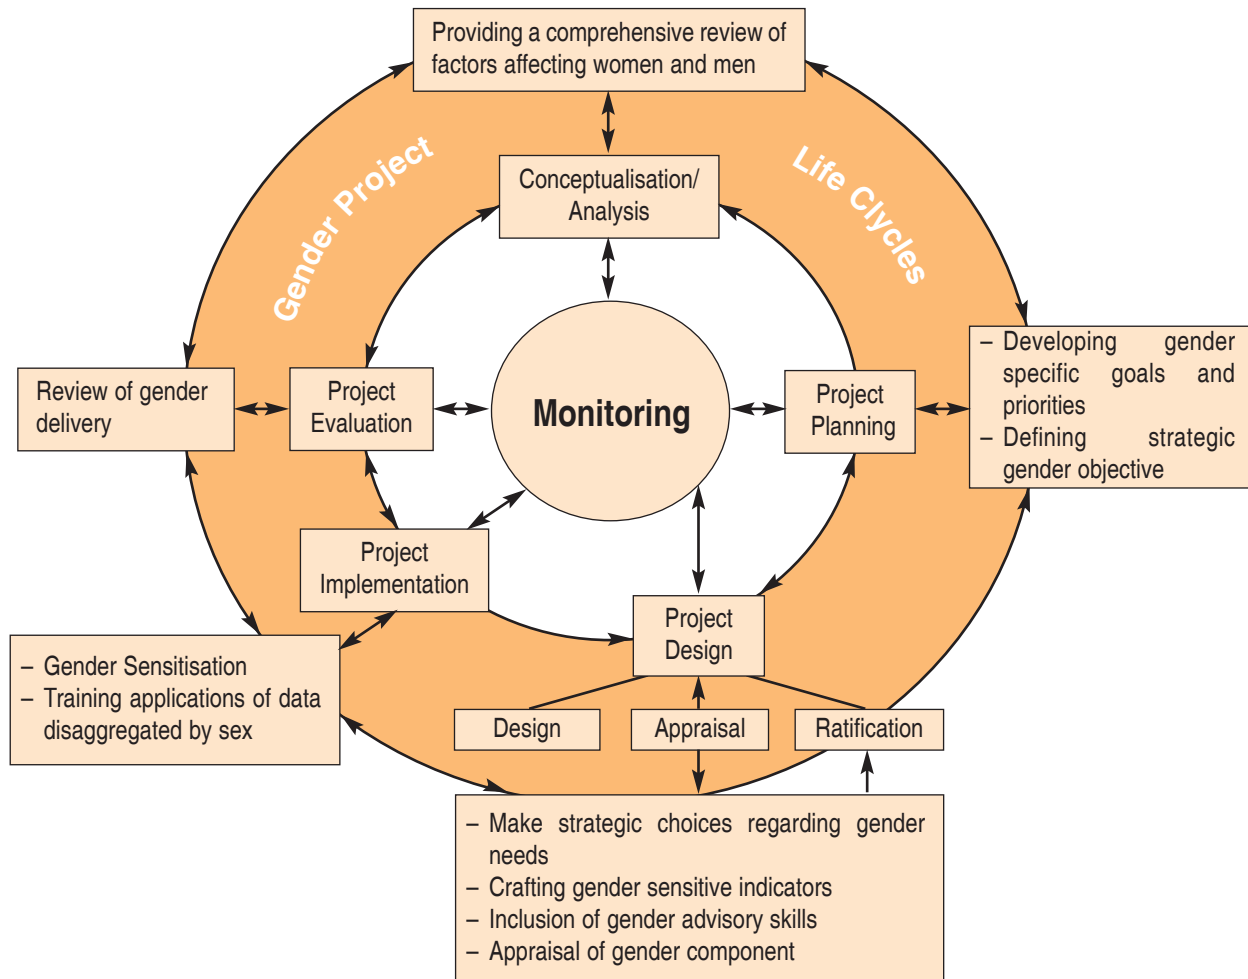 Providing a comprehensive review of
factors affecting women and men
Gender Project
Life Clycles
Conceptualisation/
Analysis
Review of gender
delivery
Project
Evaluation
Monitoring
Project
Planning
– Developing gender
specific goals and
priorities
– Defining strategic
gender objective
Project
Implementation
Project
Design
– Gender Sensitisation
– Training applications of data
disaggregated by sex
Design
Appraisal
Ratification
– Make strategic choices regarding gender
needs
– Crafting gender sensitive indicators
– Inclusion of gender advisory skills
– Appraisal of gender component